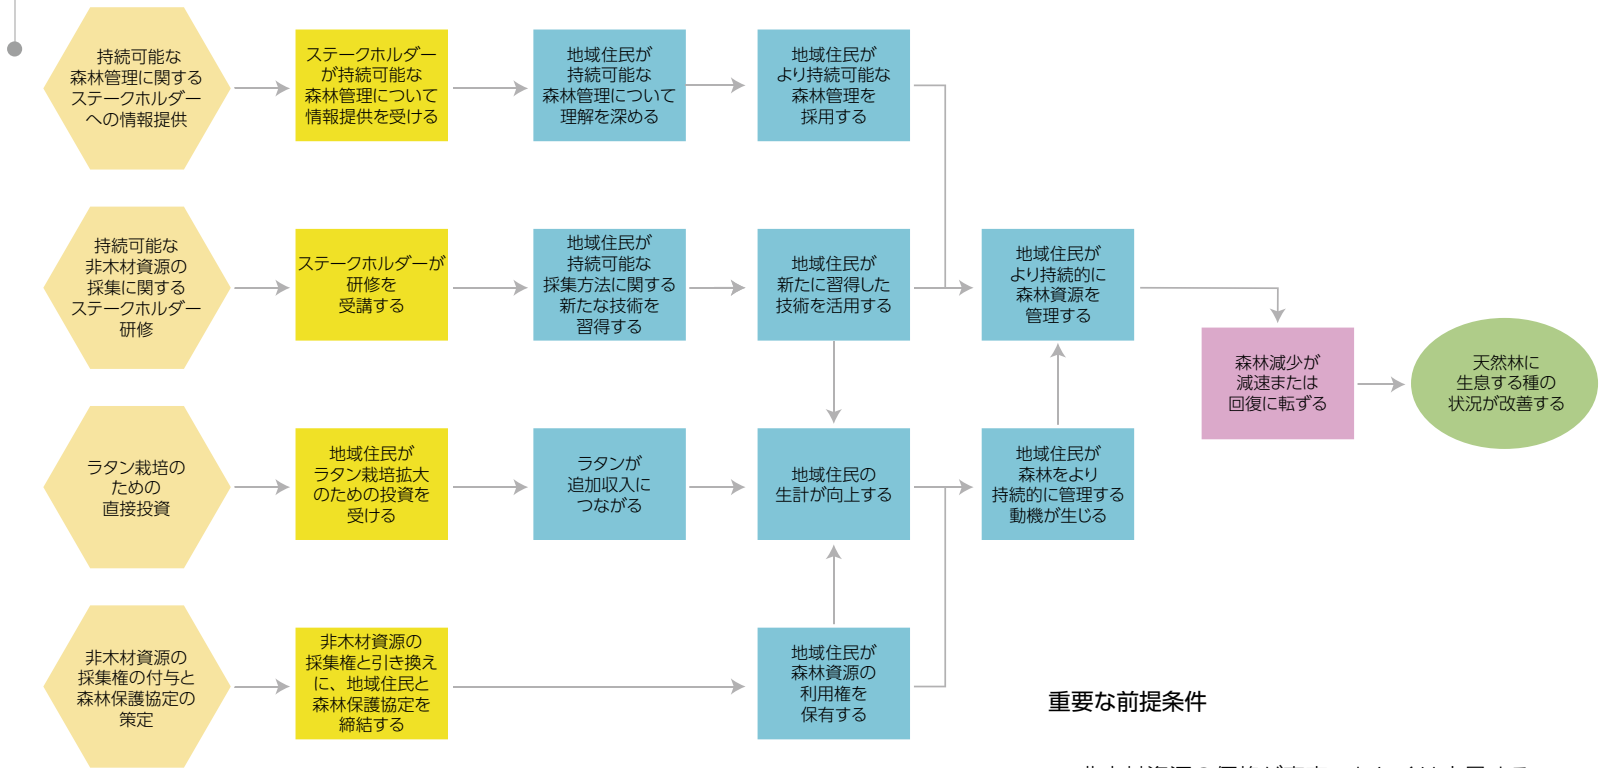 持続可能な
森林管理に関する
ステークホルダー
への情報提供
ステークホルダー
が持続可能な
森林管理について
情報提供を受ける
地域住民が
持続可能な
森林管理について
理解を深める
地域住民が
より持続可能な
森林管理を
採用する
持続可能な
非木材資源の
採集に関する
ステークホルダー
研修
ステークホルダーが
研修を
受講する
地域住民が
持続可能な
採集方法に関する
新たな技術を
習得する
地域住民が
新たに習得した
技術を活用する
地域住民が
より持続的に
森林資源を
管理する
森林減少が
減速または
回復に転ずる
天然林に
生息する種の
状況が改善する
ラタン栽培の
ための
直接投資
地域住民が
ラタン栽培拡大
のための投資を
受ける
ラタンが
追加収入に
つながる
地域住民の
生計が向上する
地域住民が
森林をより
持続的に管理する
動機が生じる
非木材資源の
採集権の付与と
森林保護協定の
策定
非木材資源の
採集権と引き換え
に、地域住民と
森林保護協定を
締結する
地域住民が
森林資源の
利用権を
保有する
重要な前提条件